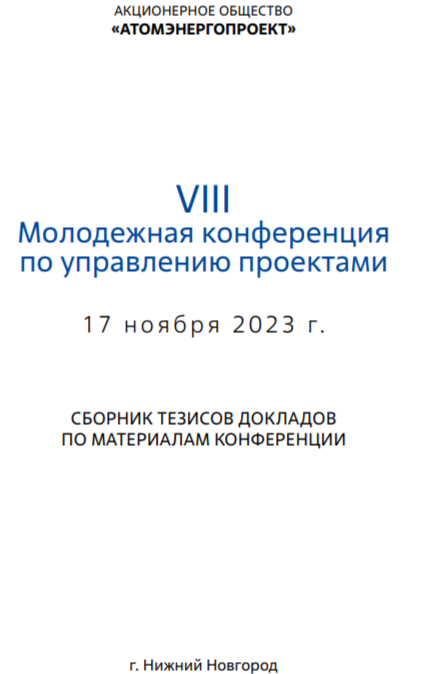 АКЦИОНЕРНОЕ ОБЩЕСТВО
«АТОМЭНЕРГОПРОЕКТ»
VIII
Молодежная конференция
по управлению проектами
17 ноября 2023 г.
СБОРНИК ТЕЗИСОВ ДОКЛАДОВ
ПО МАТЕРИАЛАМ КОНФЕРЕНЦИИ
г. Нижний Новгород